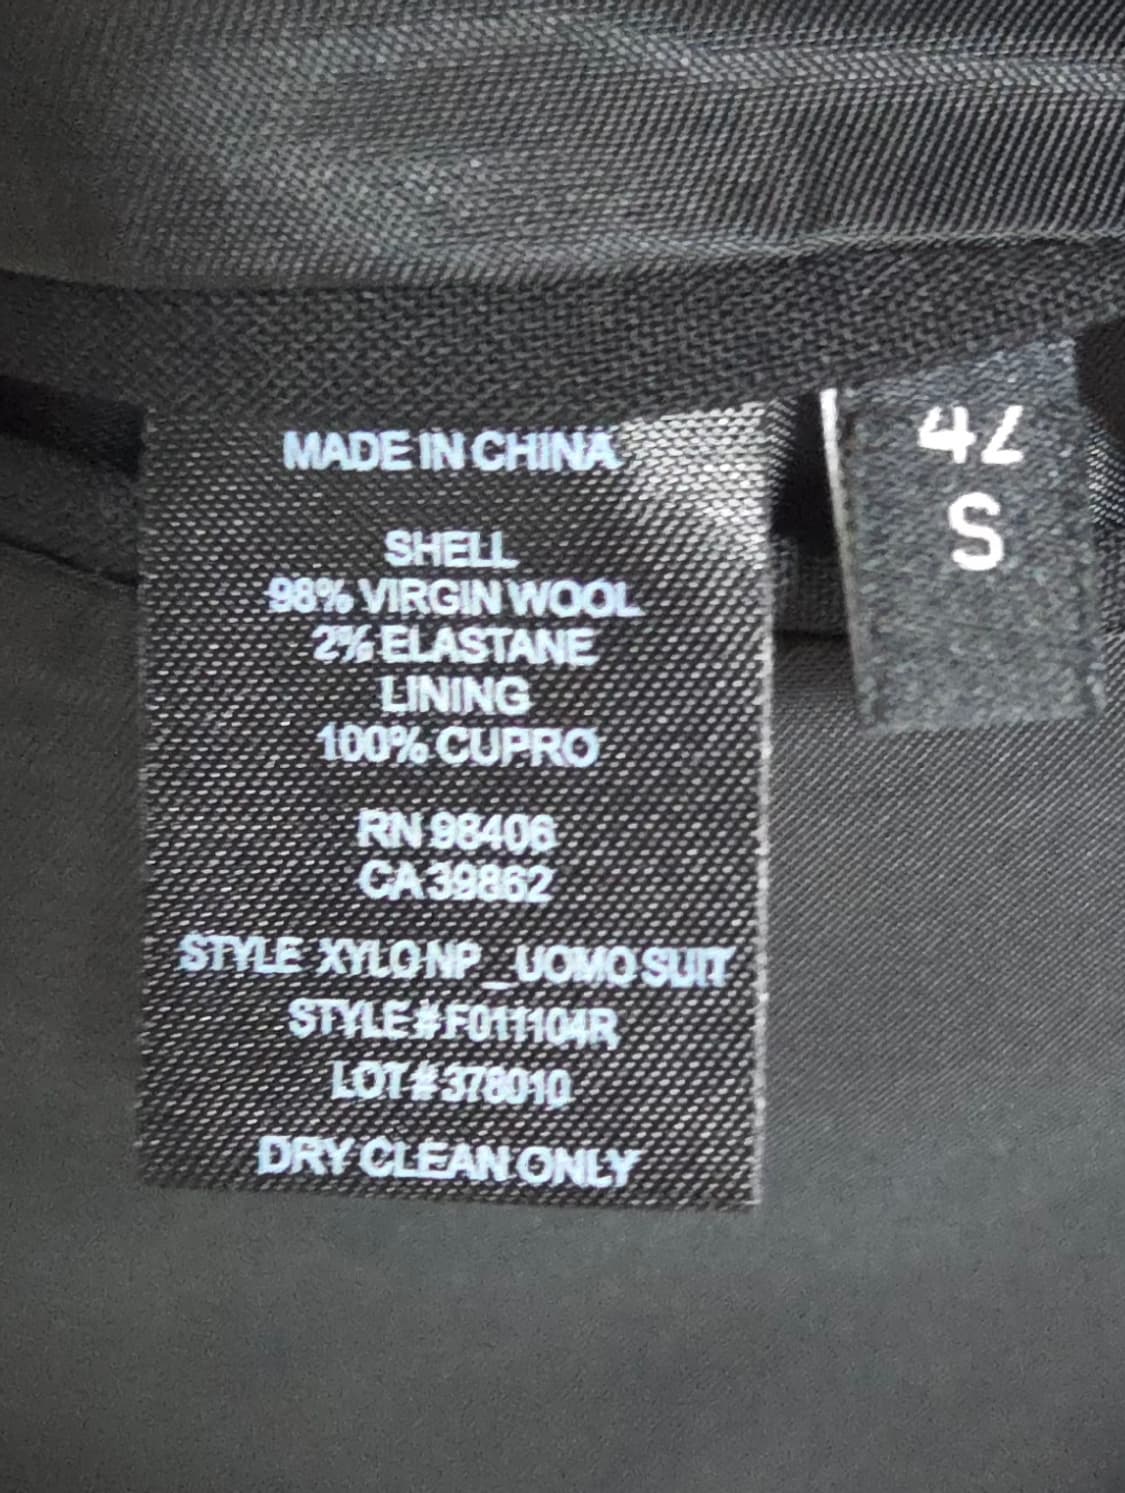 MADE IN CHINA
SHELL
98% VIRGIN WOOL
2% ELASTANE
LINING
100% CUPRO
RN 98406
CA 39862
STYLE XYLO NP_UOMO SUIT
STYLE # F011104R
LOT # 378010
DRY CLEAN ONLY
42
S